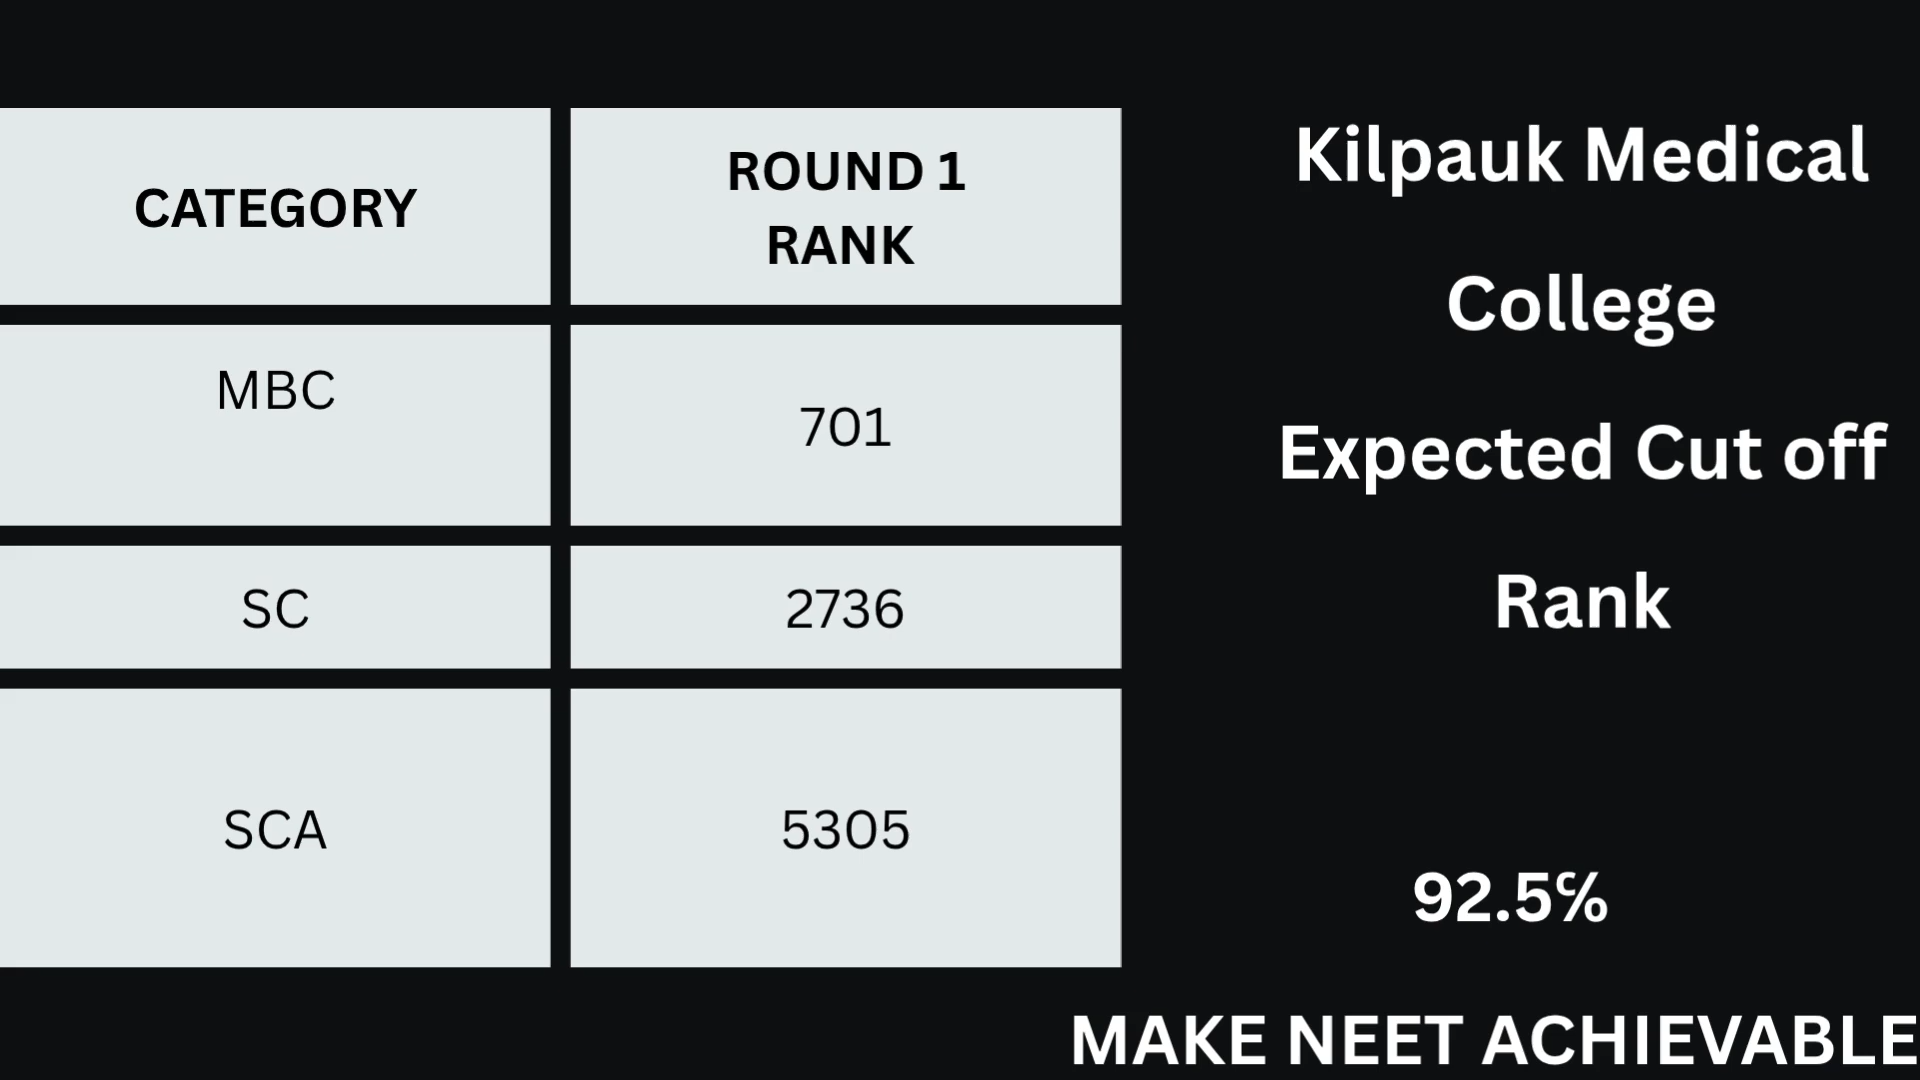 CATEGORY
ROUND 1
RANK
MBC
701
SC
2736
SCA
5305
Kilpauk Medical
College
Expected Cut off
Rank
92.5℅
MAKE NEET ACHIEVABLE